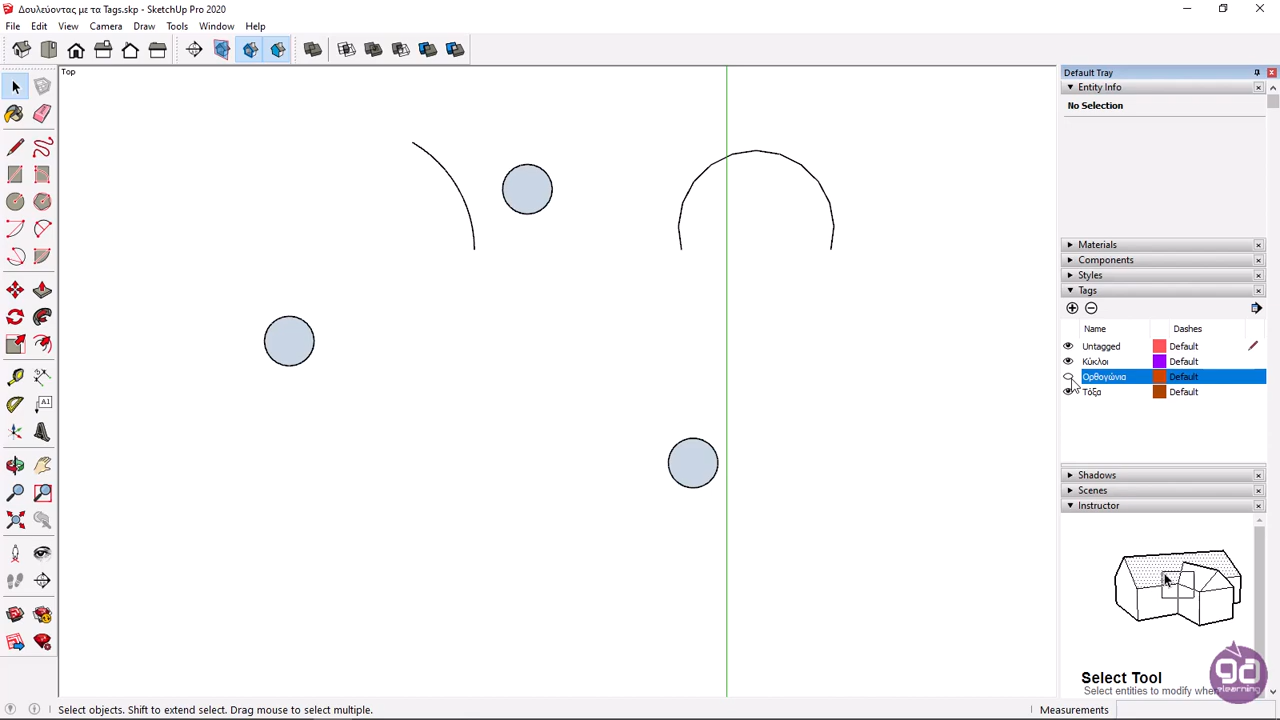 Δουλεύοντας με τα Tags.skp - SketchUp Pro 2020
File Edit View Camera Draw Tools Window Help
Top
Default Tray
Entity Info
No Selection
Materials
Components
Styles
Tags
Name Dashes
Untagged Default
Κύκλοι Default
Ορθογώνια Default
Τόξα Default
Shadows
Scenes
Instructor
Select Tool
Select entities to modify
A1
ga
elearning
Select objects. Shift to extend select. Drag mouse to select multiple.
Measurements